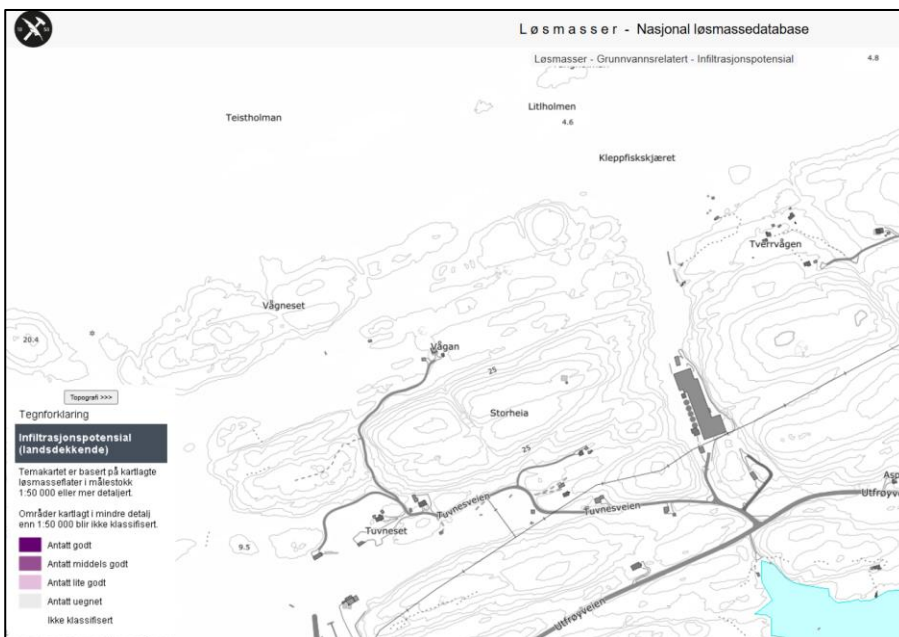 Løsmasser - Nasjonal løsmassedatabase
Løsmasser - Grunnvannsrelatert - Infiltrasjonspotensial
4.8
Teistholman
Litlholmen
4.6
Kleppfiskskjæret
Tverrvågen
Vågneset
20.4
Vågan
25
Storheia
25
Topografi >>>
Tegnforklaring
Infiltrasjonspotensial
(landsdekkende)
Temakartet er basert på kartlagte
løsmasseflater i målestokk
1:50 000 eller mer detaljert.
Områder kartlagt i mindre detalj
enn 1:50 000 blir ikke klassifisert.
Antatt godt
Antatt middels godt
Antatt lite godt
Antatt uegnet
Ikke klassifisert
Tuvnesveien
Tuvnesveien
Tuvneset
9.5
Utfrøyveien